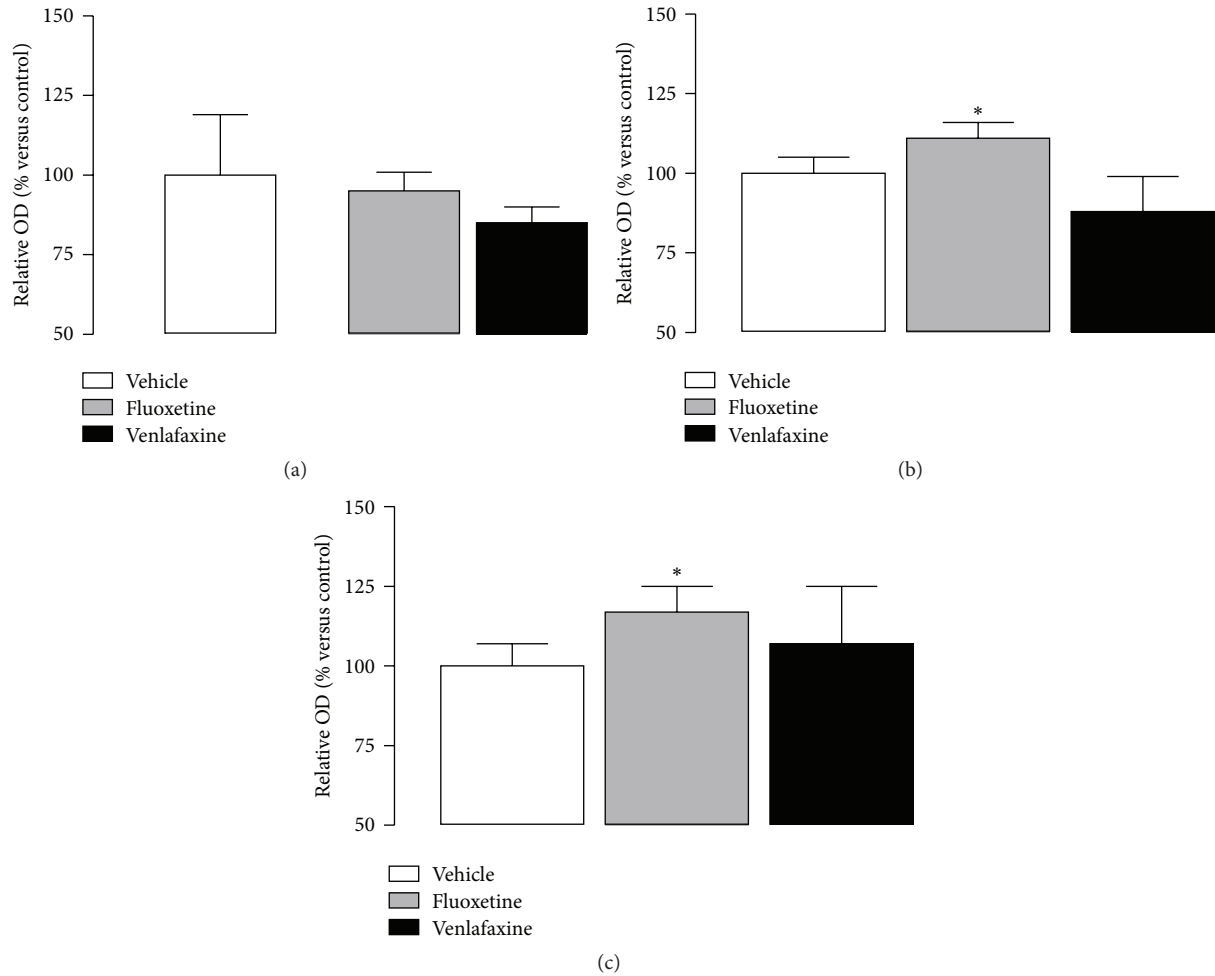 150
125
100
75
50
Relative OD (% versus control)
Vehicle
Fluoxetine
Venlafaxine
(a)
150
125
100
75
50
Relative OD (% versus control)
*
Vehicle
Fluoxetine
Venlafaxine
(b)
150
125
100
75
50
Relative OD (% versus control)
*
Vehicle
Fluoxetine
Venlafaxine
(c)